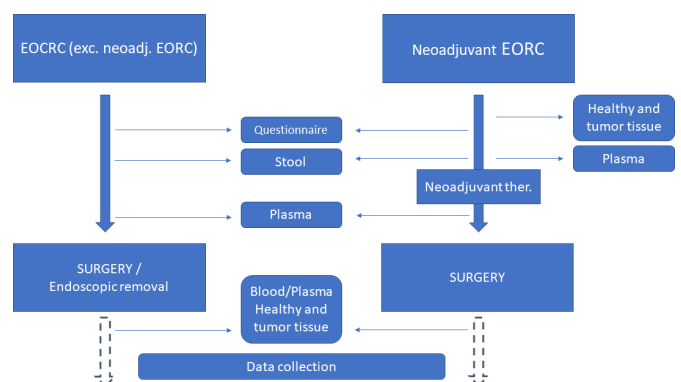 EOCRC (exc. neoadj. EORC)
Neoadjuvant EORC
Healthy and
tumor tissue
Questionnaire
Stool
Plasma
Neoadjuvant ther.
Plasma
SURGERY /
Endoscopic removal
SURGERY
Blood/Plasma
Healthy and
tumor tissue
Data collection